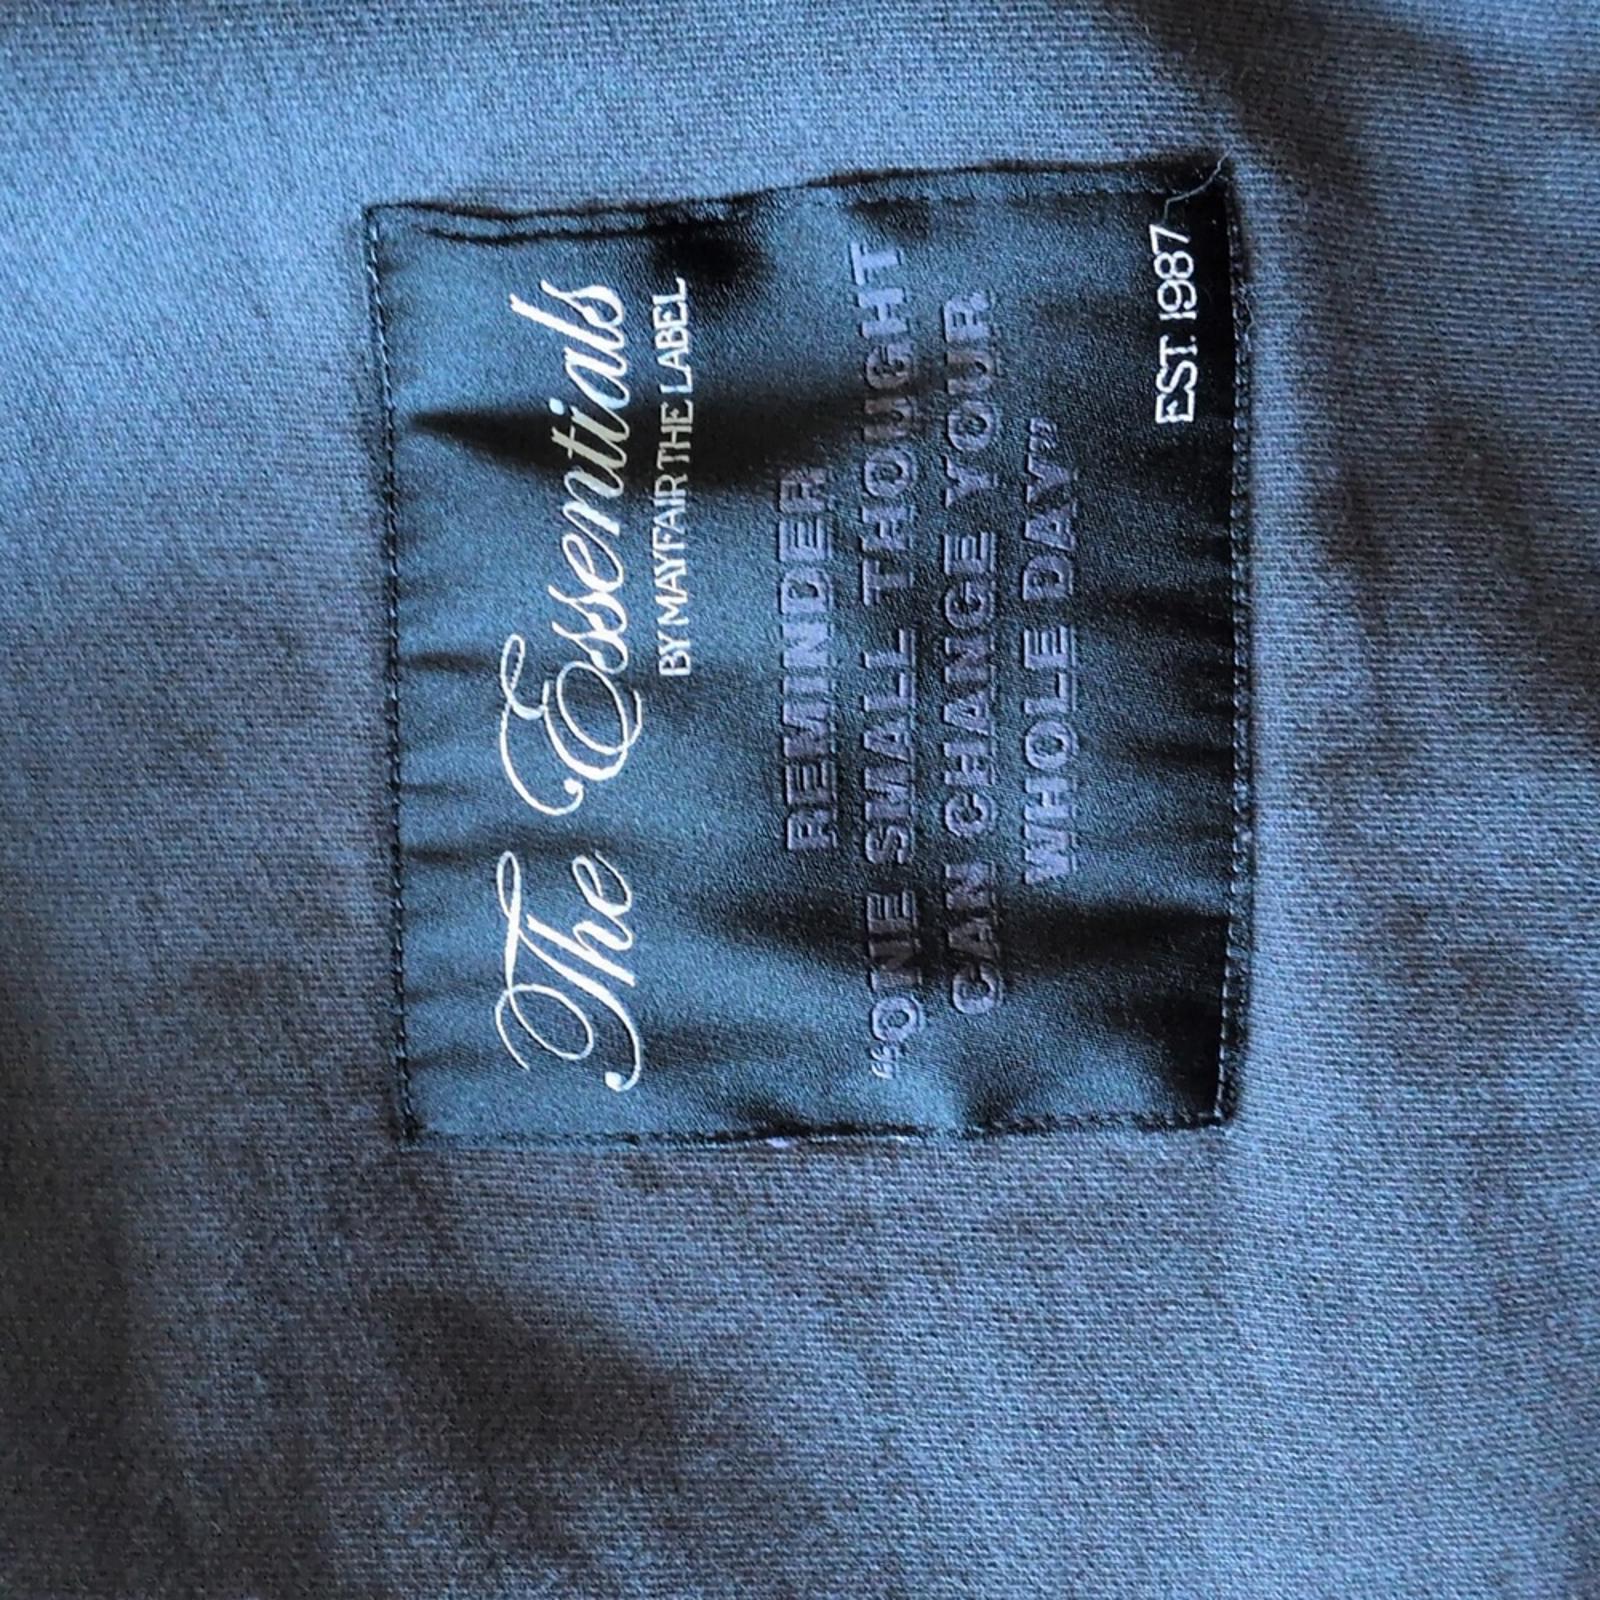 The Essentials
BY MAYFAIR THE LABEL
REMINDER
“ONE SMALL THOUGHT
CAN CHANGE YOUR
WHOLE DAY”
EST. 1987